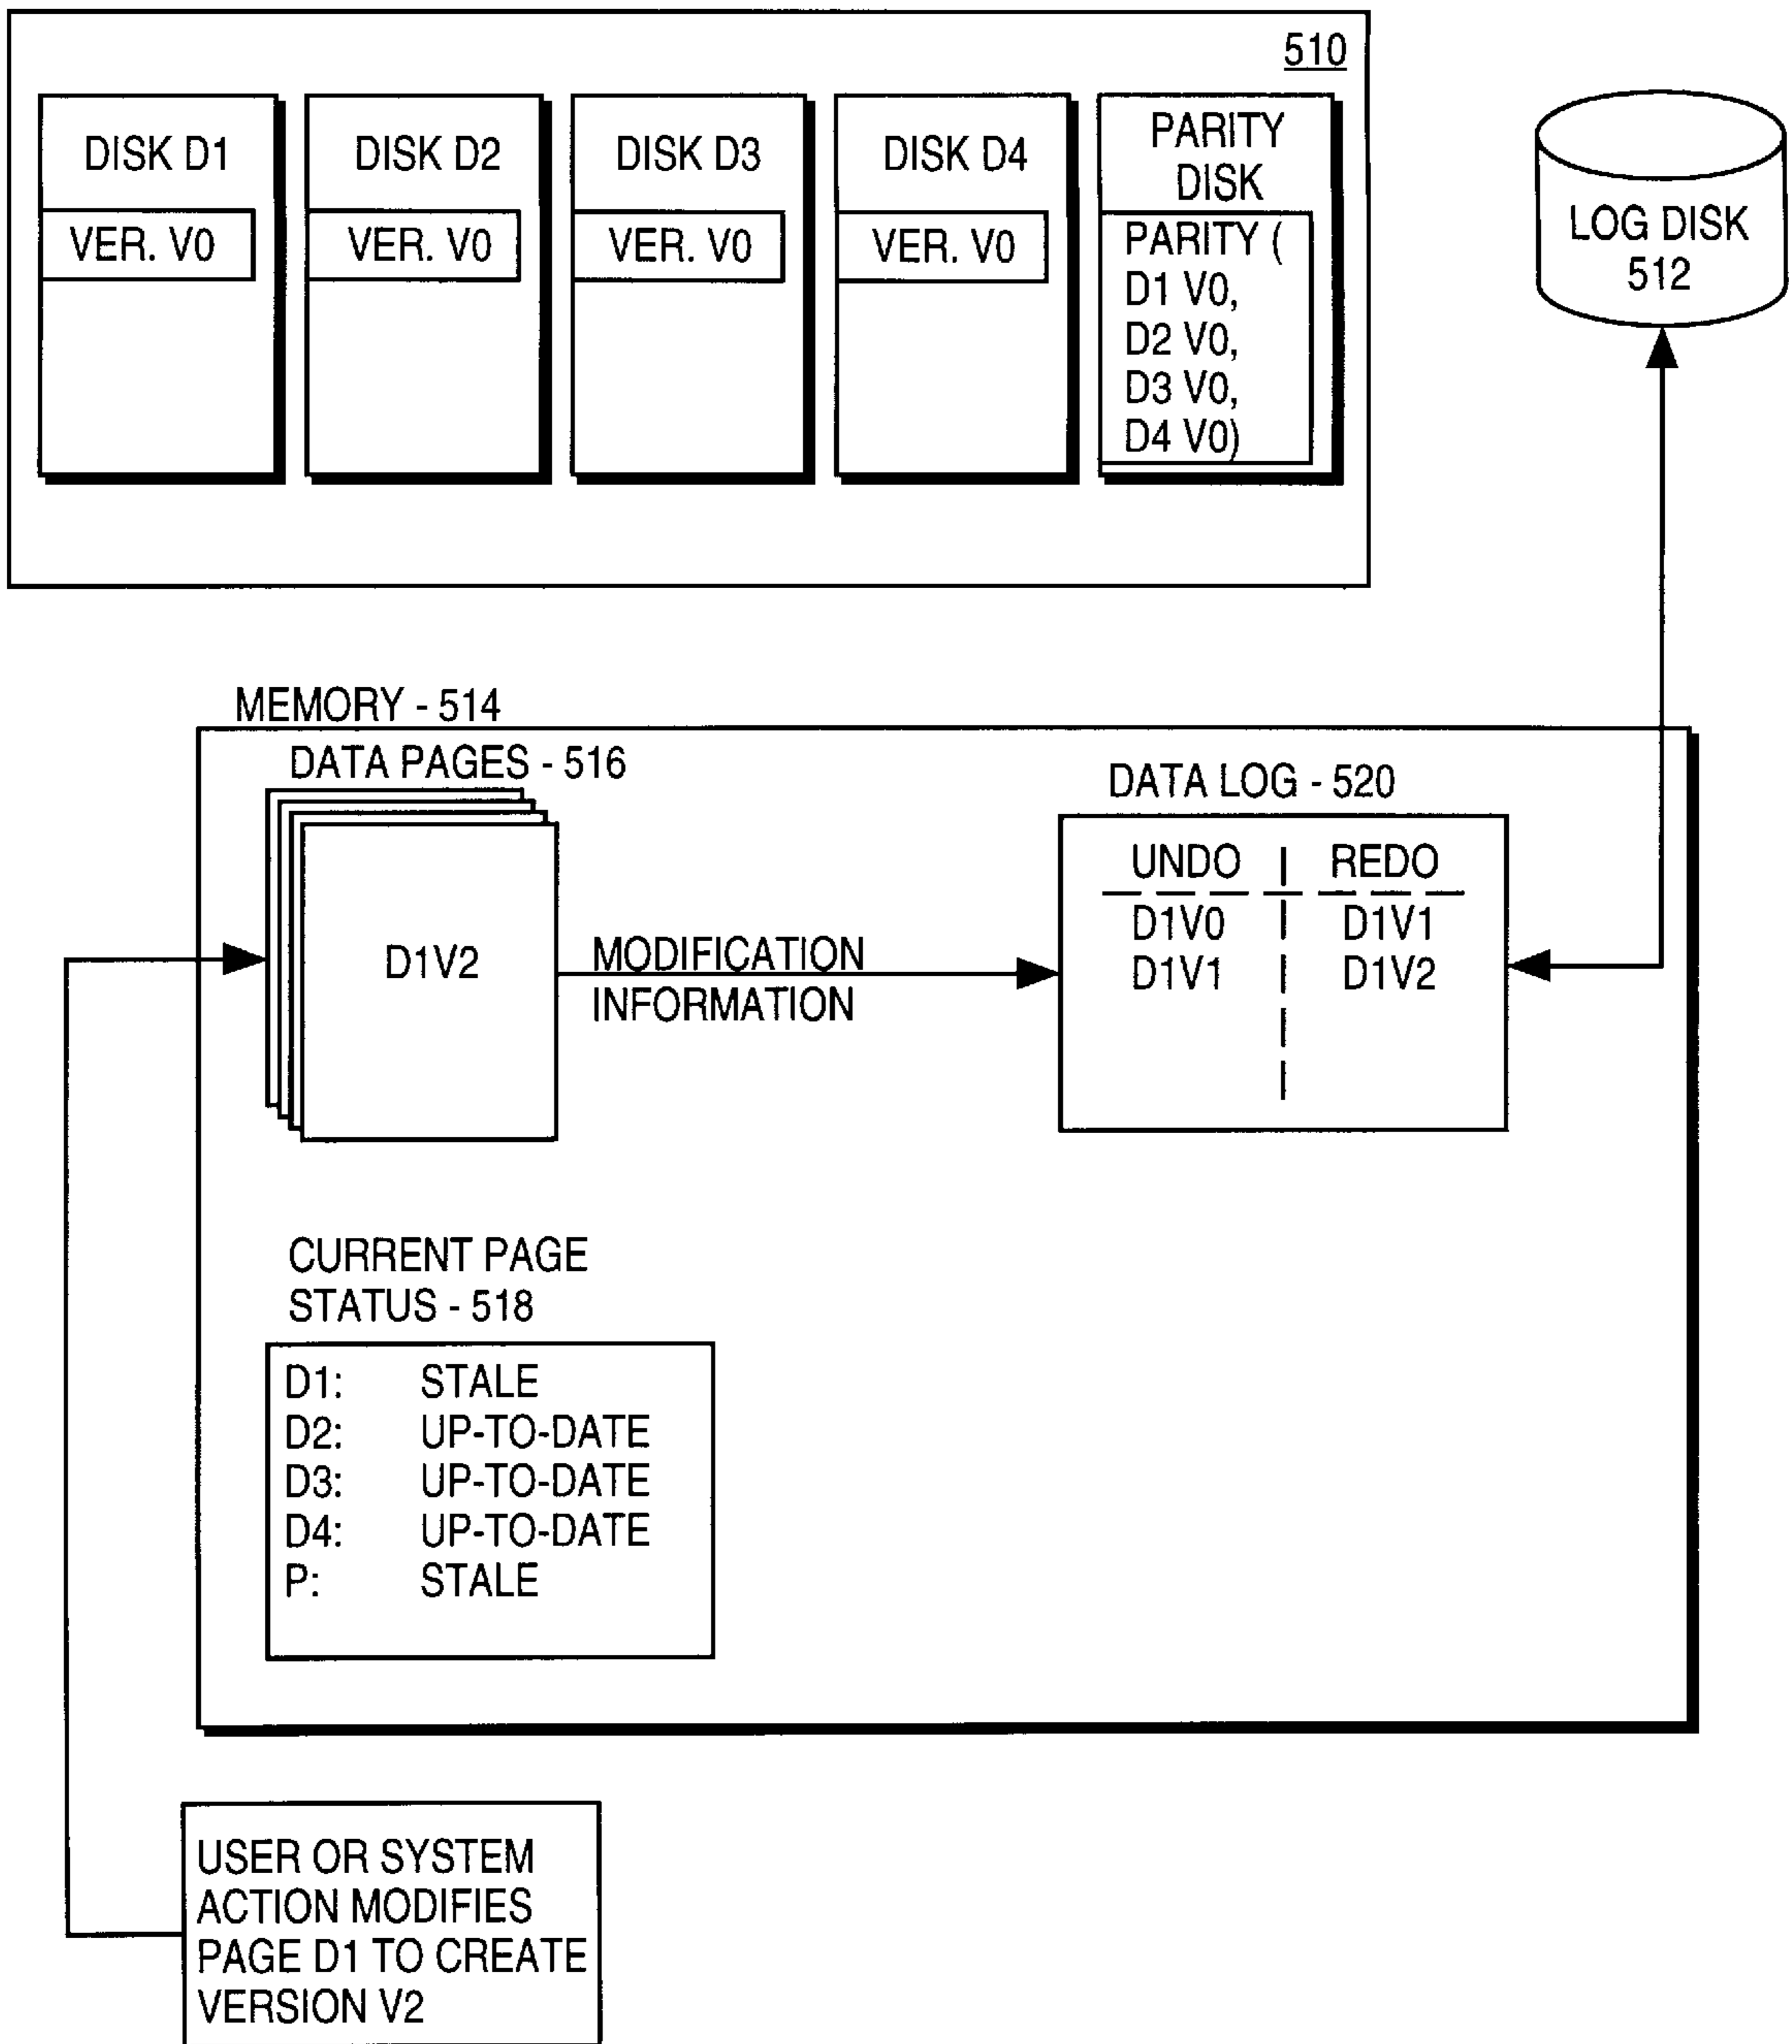 510
DISK D1
VER. V0
DISK D2
VER. V0
DISK D3
VER. V0
DISK D4
VER. V0
PARITY
DISK
PARITY (
D1 V0,
D2 V0,
D3 V0,
D4 V0)
LOG DISK
512
MEMORY - 514
DATA PAGES - 516
D1V2
MODIFICATION
INFORMATION
DATA LOG - 520
UNDO | REDO
D1V0 D1V1
D1V1 D1V2
CURRENT PAGE
STATUS - 518
D1: STALE
D2: UP-TO-DATE
D3: UP-TO-DATE
D4: UP-TO-DATE
P: STALE
USER OR SYSTEM
ACTION MODIFIES
PAGE D1 TO CREATE
VERSION V2